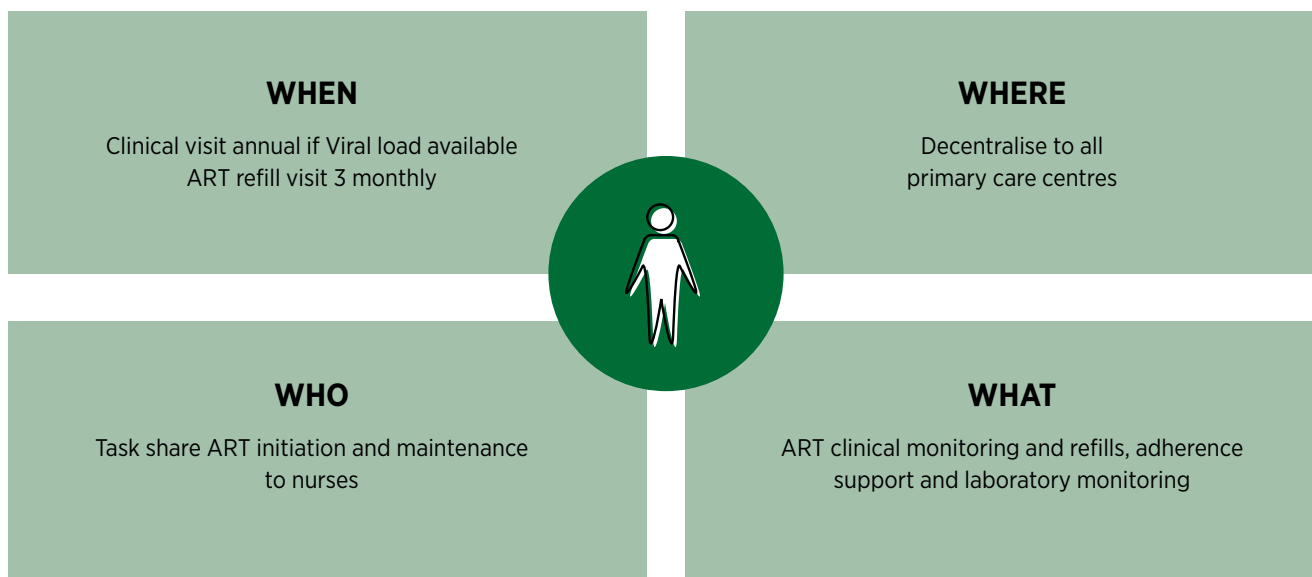 WHEN
Clinical visit annual if Viral load available
ART refill visit 3 monthly
WHERE
Decentralise to all
primary care centres
WHO
Task share ART initiation and maintenance
to nurses
WHAT
ART clinical monitoring and refills, adherence
support and laboratory monitoring